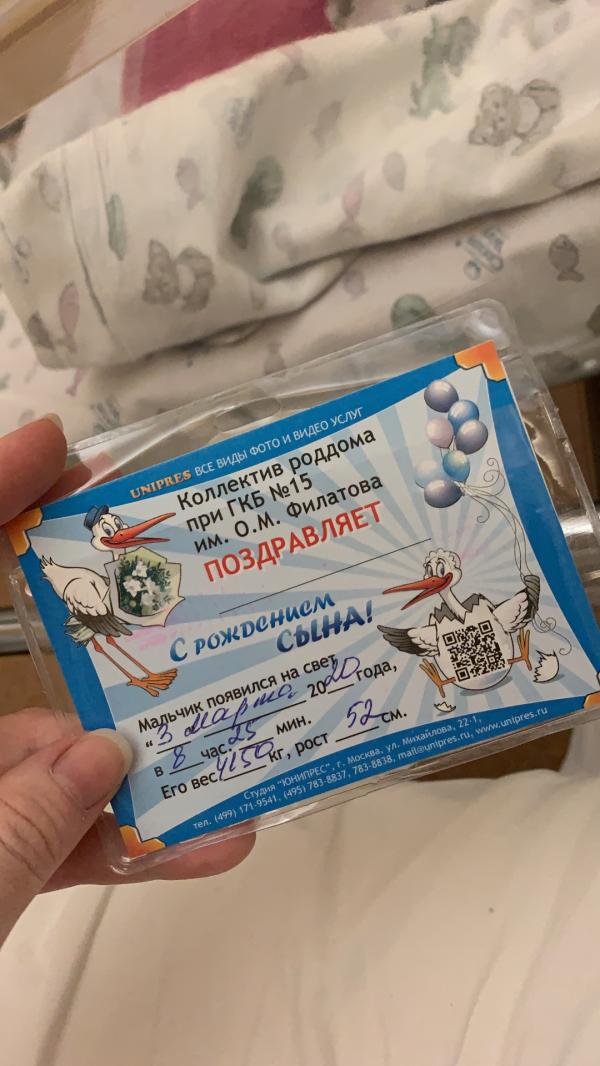 UNIPRES ВСЕ ВИДЫ ФОТО И ВИДЕО УСЛУГ
Коллектив роддома
при ГКБ №15
им. О.М. Филатова
ПОЗДРАВЛЯЕТ
С РОЖДЕНИЕМ
СЫНА!
Мальчик появился на свет
"3 марта 2020 года,
в 8 час. 25 мин.
Его вес 4150 кг, рост 52 см.
Студия "ЮНИПРЕС", г. Москва, ул. Михайлова, 22-1,
тел. (499) 171-9541, (495) 783-8837, 783-8838, mail@unipres.ru, www.unipres.ru